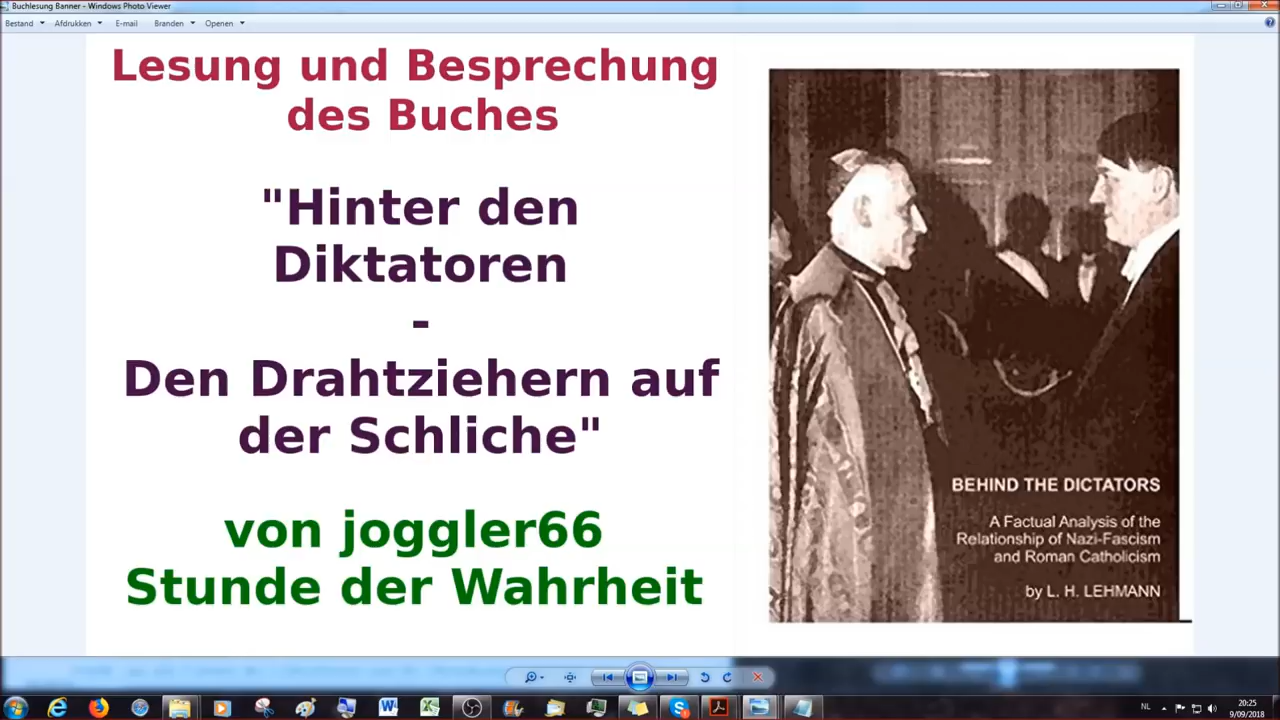 Buchlesung Banner - Windows Photo Viewer
Bestand Afdrukken E-mail Branden Openen
Lesung und Besprechung
des Buches
"Hinter den
Diktatoren
-
Den Drahtziehern auf
der Schliche"
von joggler66
Stunde der Wahrheit
BEHIND THE DICTATORS
A Factual Analysis of the
Relationship of Nazi-Fascism
and Roman Catholicism
by L. H. LEHMANN
NL
20:25
9/09/2018